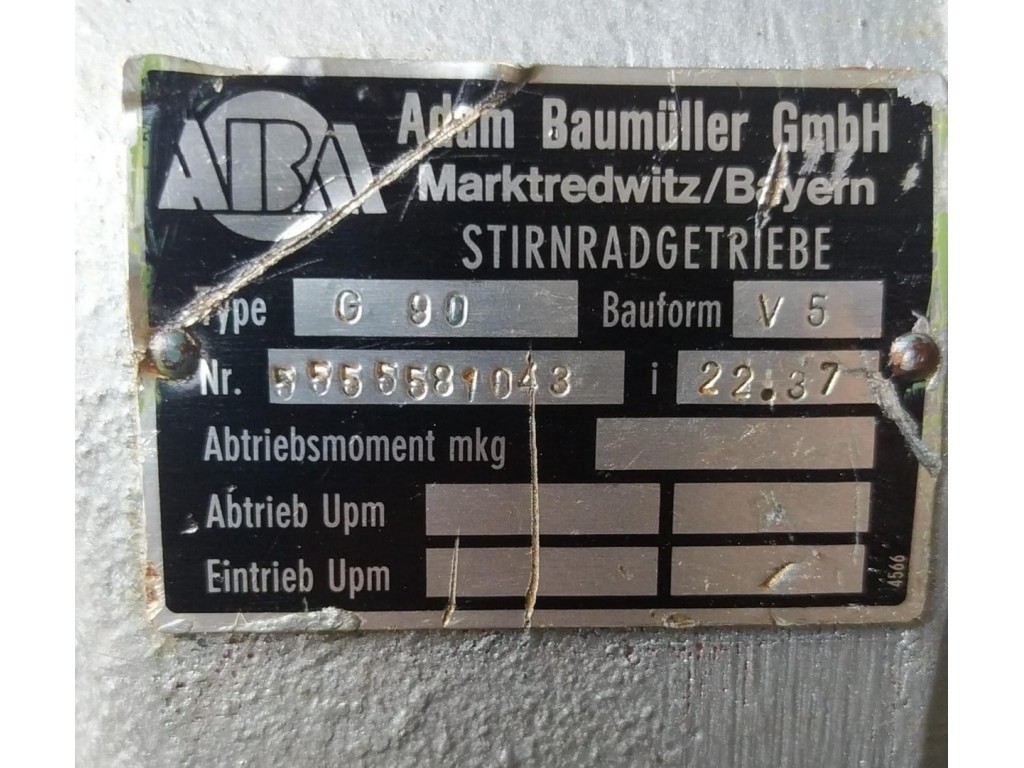 ABA
Adam Baumüller GmbH
Marktredwitz/Bayern
STIRNRADGETRIEBE
Type G 90 Bauform V 5
Nr. 5555581043 i 22.37
Abtriebsmoment mkg
Abtrieb Upm
Eintrieb Upm
4566